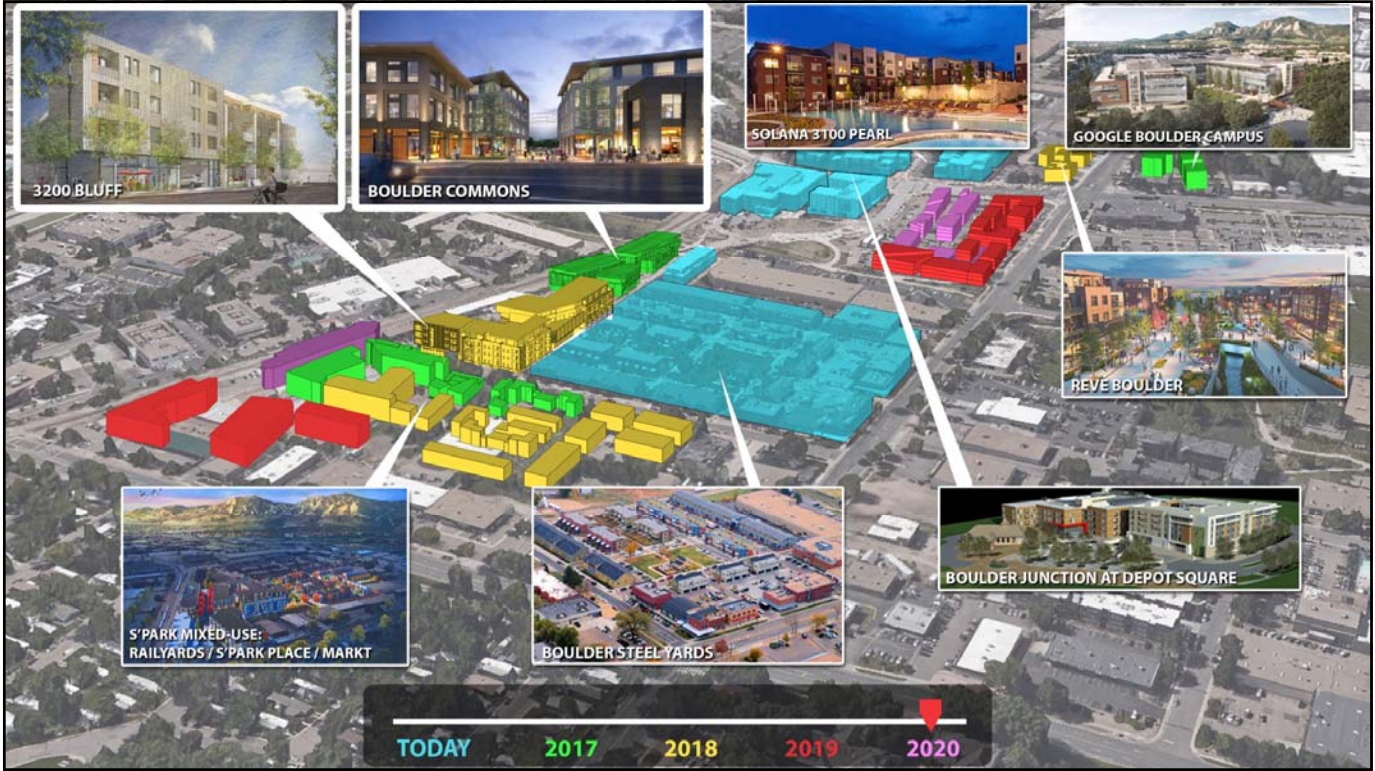 3200 BLUFF
BOULDER COMMONS
SOLANA 3100 PEARL
GOOGLE BOULDER CAMPUS
REVE BOULDER
S'PARK MIXED-USE:
RAILYARDS / S'PARK PLACE / MARKT
BOULDER STEEL YARDS
BOULDER JUNCTION AT DEPOT SQUARE
TODAY 2017 2018 2019 2020